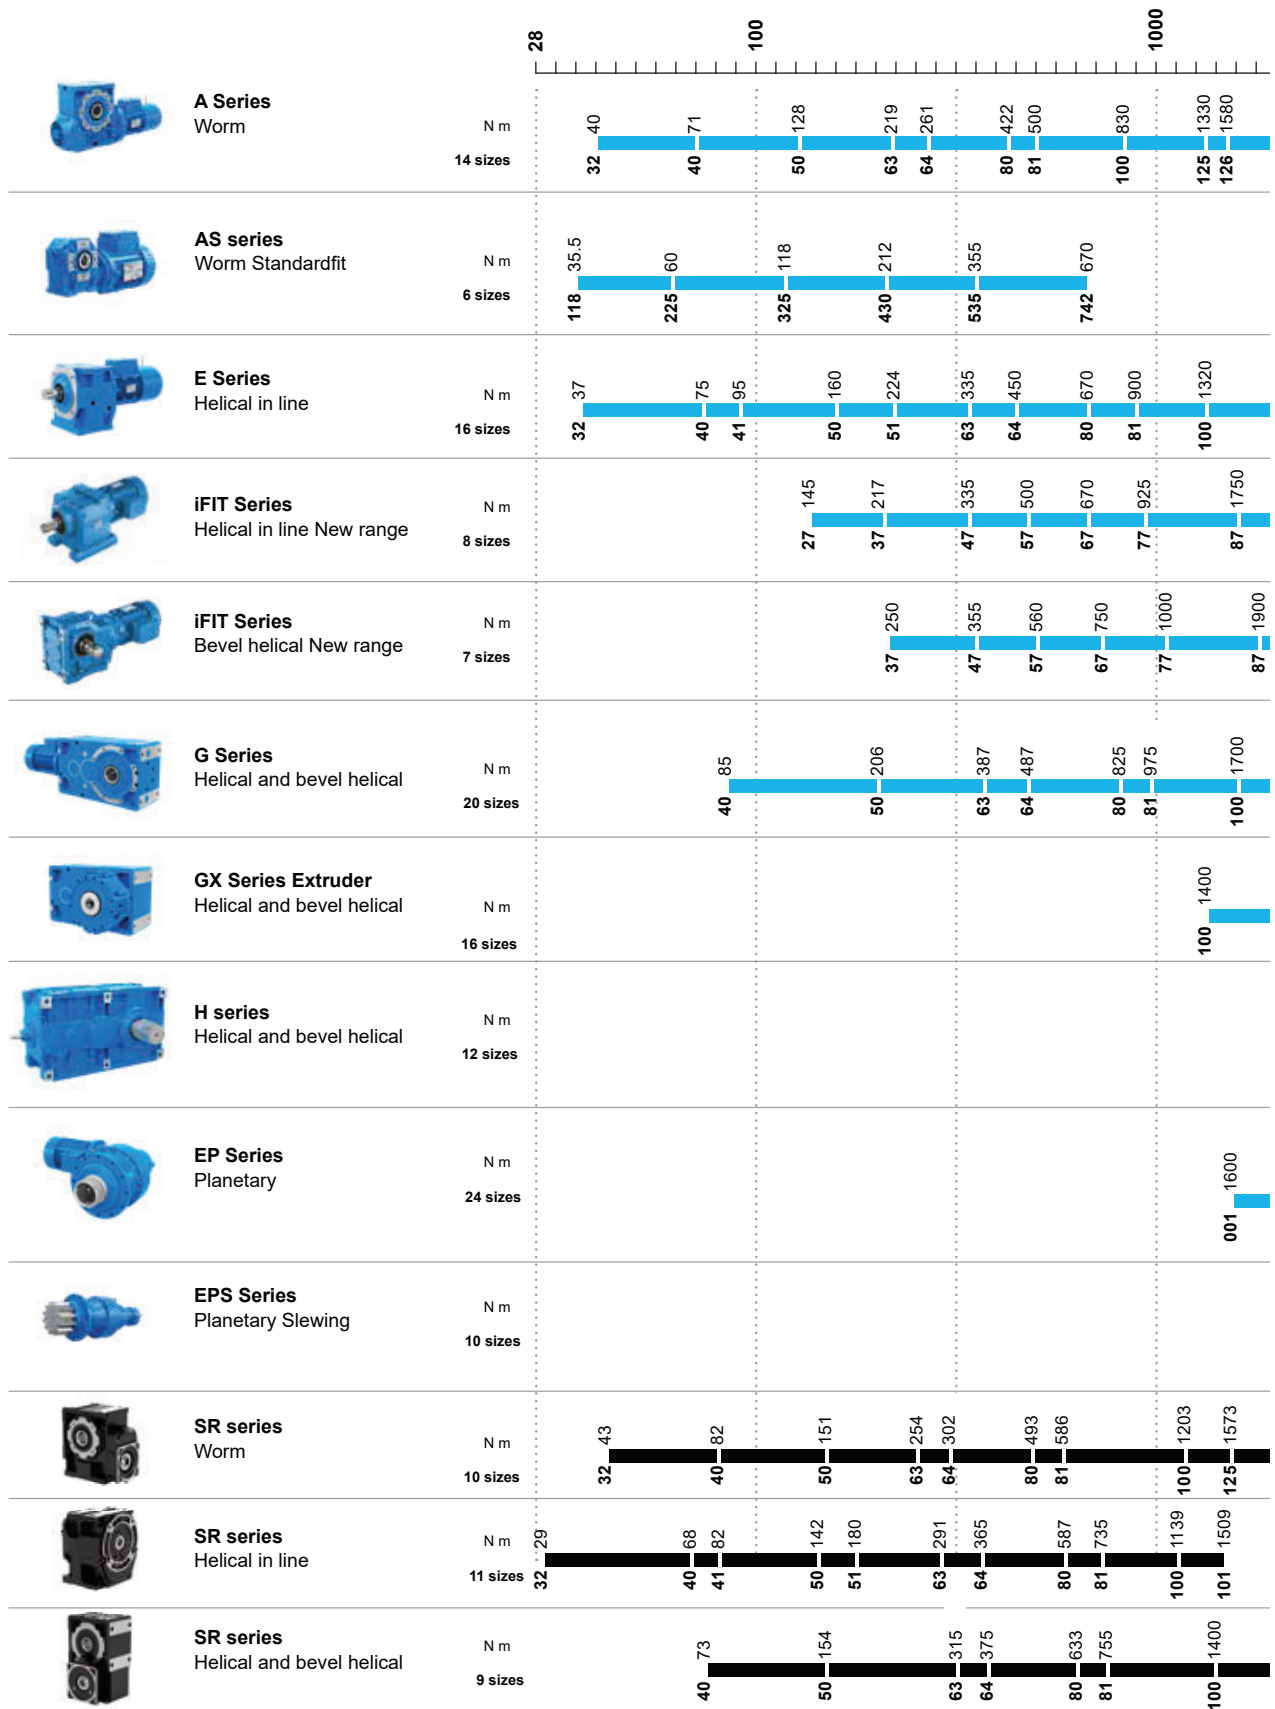 28 100 1000
A Series
Worm
N m
14 sizes
40 71 128 219 261 422 500 830 1330 1580
32 40 50 63 64 80 81 100 125 126
AS series
Worm Standardfit
N m
6 sizes
35.5 60 118 212 355 670
118 225 325 430 535 742
E Series
Helical in line
N m
16 sizes
37 75 95 160 224 335 450 670 900 1320
32 40 41 50 51 63 64 80 81 100
iFIT Series
Helical in line New range
N m
8 sizes
145 217 335 500 670 925 1750
27 37 47 57 67 77 87
iFIT Series
Bevel helical New range
N m
7 sizes
250 355 560 750 1000 1900
37 47 57 67 77 87
G Series
Helical and bevel helical
N m
20 sizes
85 206 387 487 825 975 1700
40 50 63 64 80 81 100
GX Series Extruder
Helical and bevel helical
N m
16 sizes
1400
100
H series
Helical and bevel helical
N m
12 sizes
EP Series
Planetary
N m
24 sizes
1600
001
EPS Series
Planetary Slewing
N m
10 sizes
SR series
Worm
N m
10 sizes
43 82 151 254 302 493 586 1203 1573
32 40 50 63 64 80 81 100 125
SR series
Helical in line
N m
11 sizes
29 68 82 142 180 291 365 587 735 1139 1509
32 40 41 50 51 63 64 80 81 100 101
SR series
Helical and bevel helical
N m
9 sizes
73 154 315 375 633 755 1400
40 50 63 64 80 81 100